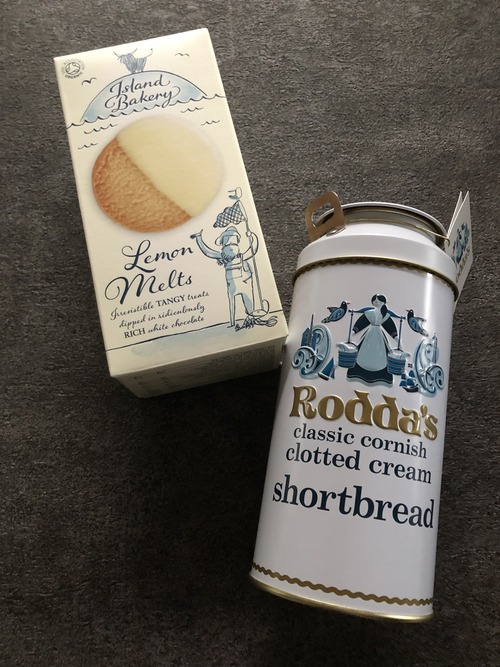 Island
Bakery
Lemon
Melts
Irresistible TANGY treats
dipped in ridiculously
RICH white chocolate
Rodda's
classic cornish
clotted cream
shortbread